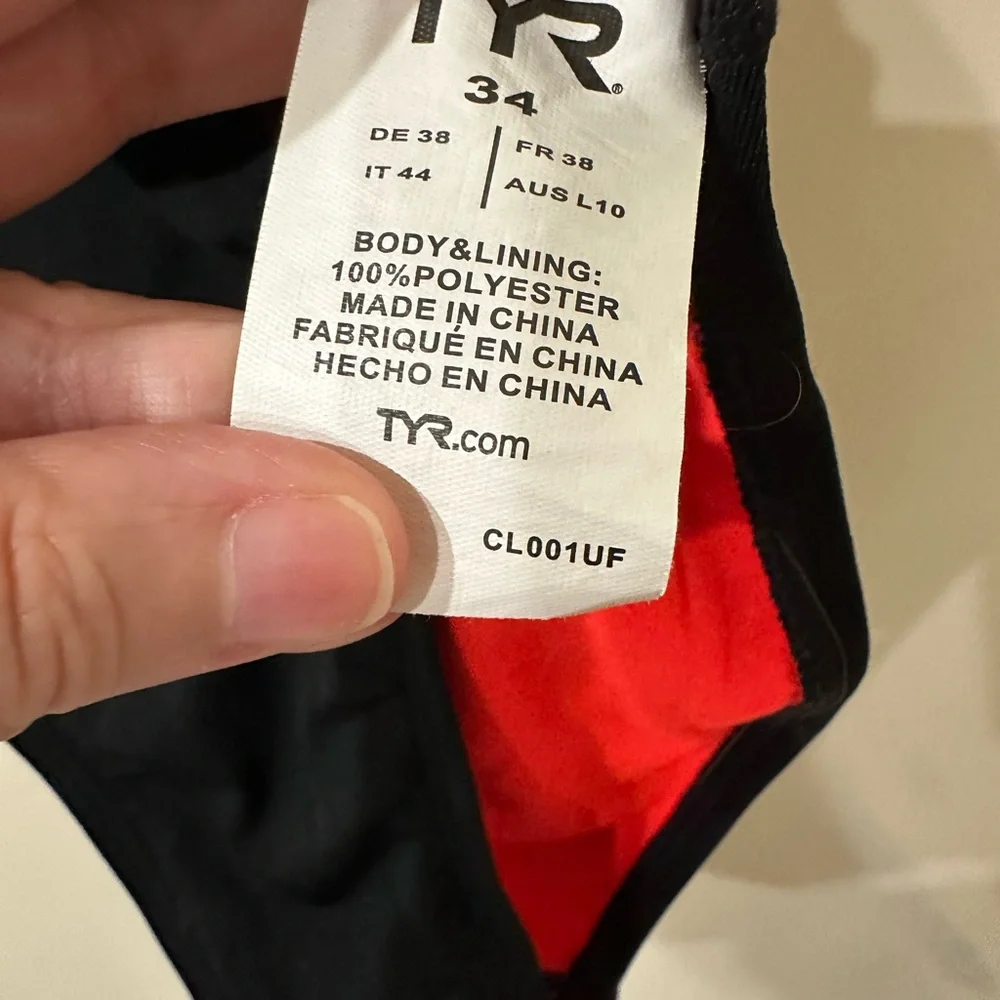 TYR®
34
DE 38
IT 44
FR 38
AUS L10
BODY&LINING:
100%POLYESTER
MADE IN CHINA
FABRIQUÉ EN CHINA
HECHO EN CHINA
TYR.com
CL001UF